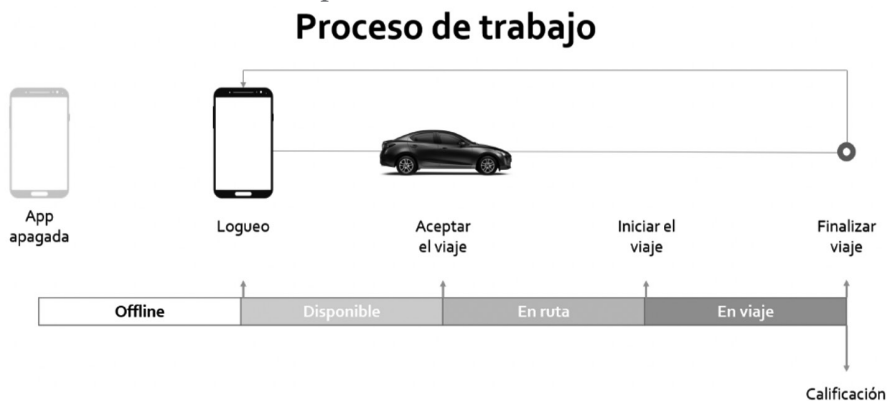 Proceso de trabajo
App
apagada
Logueo
Aceptar
el viaje
Iniciar el
viaje
Finalizar
viaje
Offline
Disponible
En ruta
En viaje
Calificación